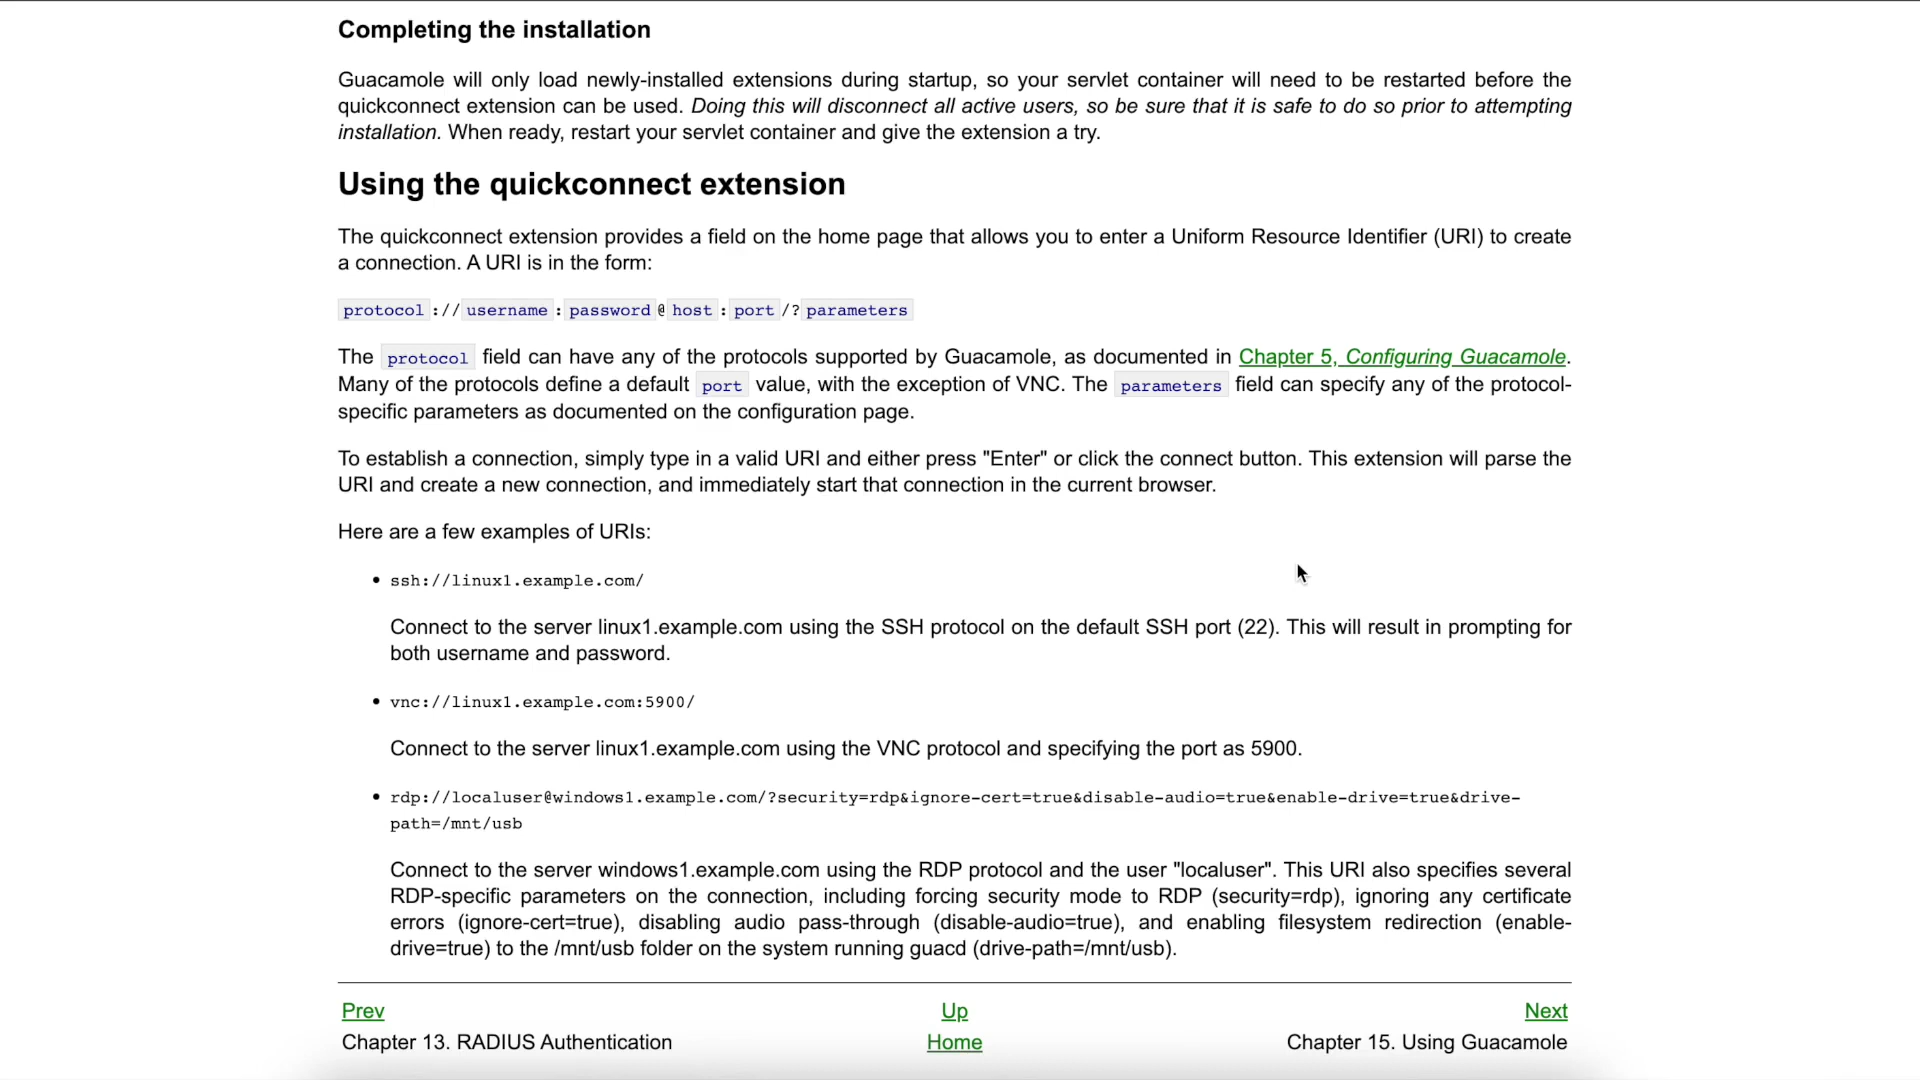 Completing the installation
Guacamole will only load newly-installed extensions during startup, so your servlet container will need to be restarted before the
quickconnect extension can be used. Doing this will disconnect all active users, so be sure that it is safe to do so prior to attempting
installation. When ready, restart your servlet container and give the extension a try.
Using the quickconnect extension
The quickconnect extension provides a field on the home page that allows you to enter a Uniform Resource Identifier (URI) to create
a connection. A URI is in the form:
protocol://username:password@host:port/?parameters
The protocol field can have any of the protocols supported by Guacamole, as documented in Chapter 5, Configuring Guacamole.
Many of the protocols define a default port value, with the exception of VNC. The parameters field can specify any of the protocol-
specific parameters as documented on the configuration page.
To establish a connection, simply type in a valid URI and either press "Enter" or click the connect button. This extension will parse the
URI and create a new connection, and immediately start that connection in the current browser.
Here are a few examples of URIs:
• ssh://linux1.example.com/
Connect to the server linux1.example.com using the SSH protocol on the default SSH port (22). This will result in prompting for
both username and password.
• vnc://linux1.example.com:5900/
Connect to the server linux1.example.com using the VNC protocol and specifying the port as 5900.
• rdp://localuser@windows1.example.com/?security=rdp&ignore-cert=true&disable-audio=true&enable-drive=true&drive-
path=/mnt/usb
Connect to the server windows1.example.com using the RDP protocol and the user "localuser". This URI also specifies several
RDP-specific parameters on the connection, including forcing security mode to RDP (security=rdp), ignoring any certificate
errors (ignore-cert=true), disabling audio pass-through (disable-audio=true), and enabling filesystem redirection (enable-
drive=true) to the /mnt/usb folder on the system running guacd (drive-path=/mnt/usb).
Prev Up Next
Chapter 13. RADIUS Authentication Home Chapter 15. Using Guacamole